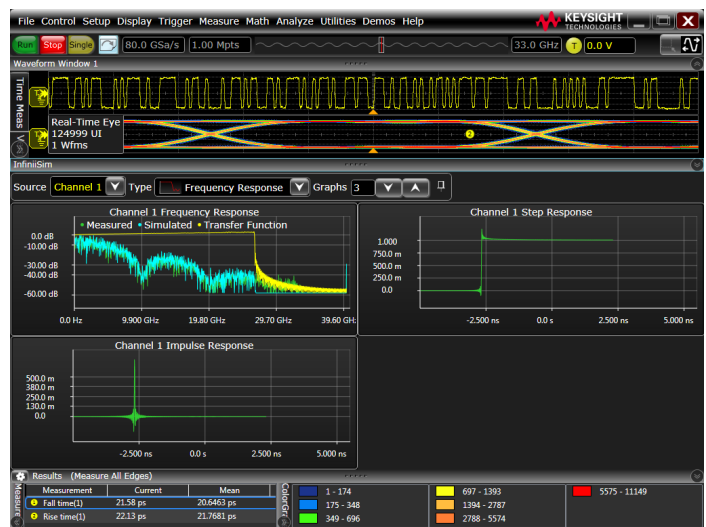 File Control Setup Display Trigger Measure Math Analyze Utilities Demos Help
KEYSIGHT
TECHNOLOGIES
Run Stop Single 80.0 GSa/s 1.00 Mpts 33.0 GHz T 0.0 V
Waveform Window 1
Time Meas
Real-Time Eye
124999 UI
1 Wfms
2
InfiniiSim
Source Channel 1 Type Frequency Response Graphs 3
Channel 1 Frequency Response
Measured Simulated Transfer Function
0.0 dB
-10.00 dB
-30.00 dB
-40.00 dB
-60.00 dB
0.0 Hz 9.900 GHz 19.80 GHz 29.70 GHz 39.60 GH
Channel 1 Step Response
1.000
750.0 m
500.0 m
250.0 m
0.0
-2.500 ns 0.0 s 2.500 ns 5.000 ns
Channel 1 Impulse Response
500.0 m
380.0 m
250.0 m
130.0 m
0.0
-2.500 ns 0.0 s 2.500 ns 5.000 ns
Results (Measure All Edges)
Measure
Measurement Current Mean
Fall time(1) 21.58 ps 20.6463 ps
2 Rise time(1) 22.13 ps 21.7681 ps
ColorGr
1 - 174 697 - 1393 5575 - 11149
175 - 348 1394 - 2787
349 - 696 2788 - 5574